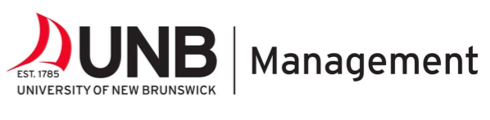 UNB
EST. 1785
UNIVERSITY OF NEW BRUNSWICK
Management